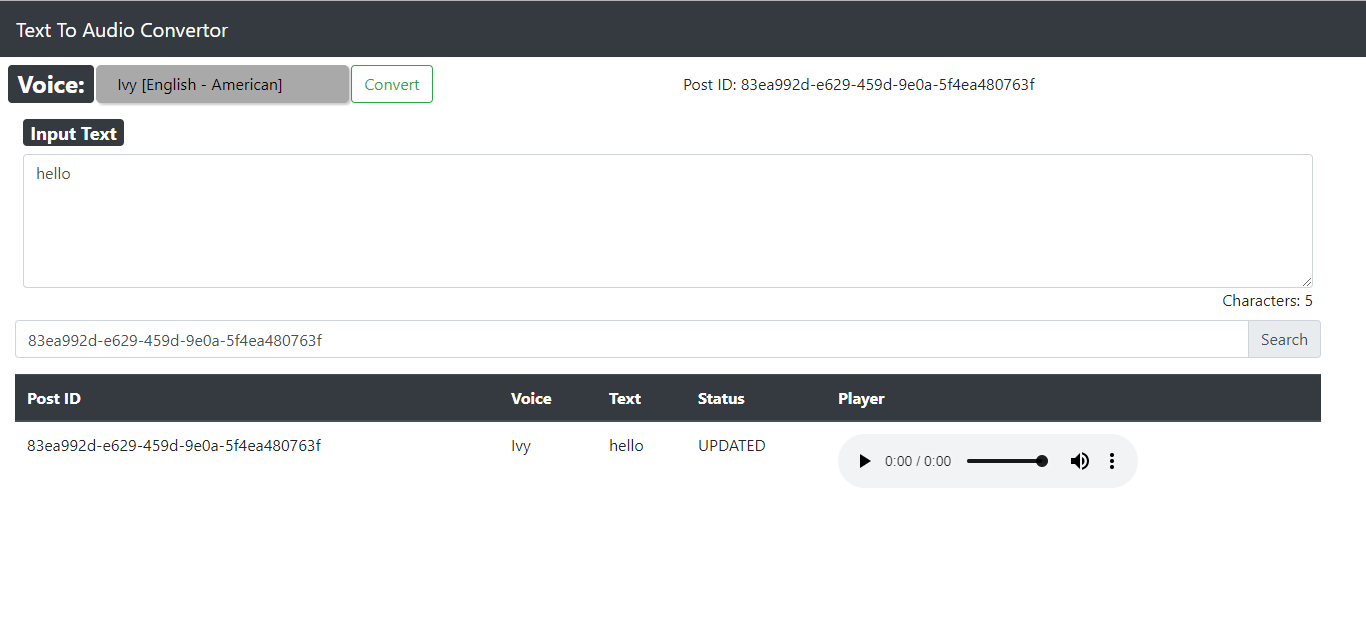 Text To Audio Convertor
Voice: Ivy [English - American] Convert Post ID: 83ea992d-e629-459d-9e0a-5f4ea480763f
Input Text
hello
Characters: 5
83ea992d-e629-459d-9e0a-5f4ea480763f Search
Post ID Voice Text Status Player
83ea992d-e629-459d-9e0a-5f4ea480763f Ivy hello UPDATED 0:00 / 0:00